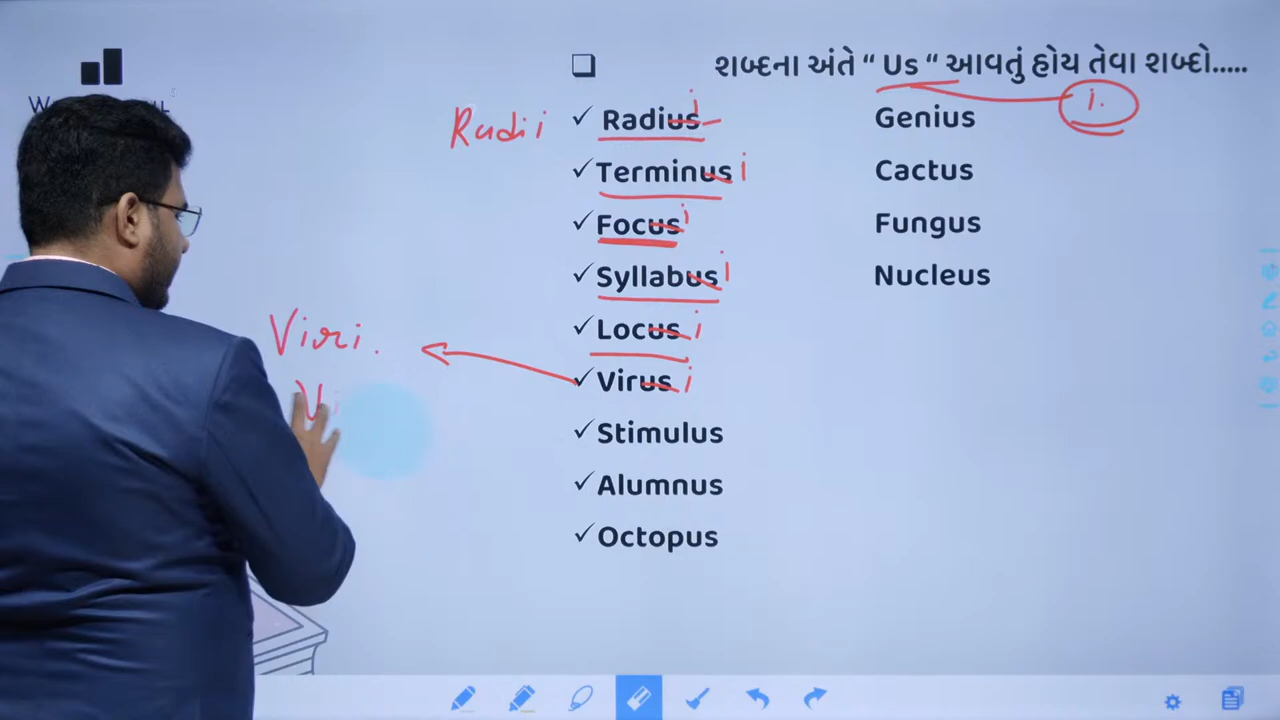 શબ્દના અંતે “ Us “ આવતું હોય તેવા શબ્દો.....
i.
Radii
Radius i
Terminus i
Focus i
Syllabus i
Locus i
Virus i
Stimulus
Alumnus
Octopus
Genius
Cactus
Fungus
Nucleus
Viri.
Vi